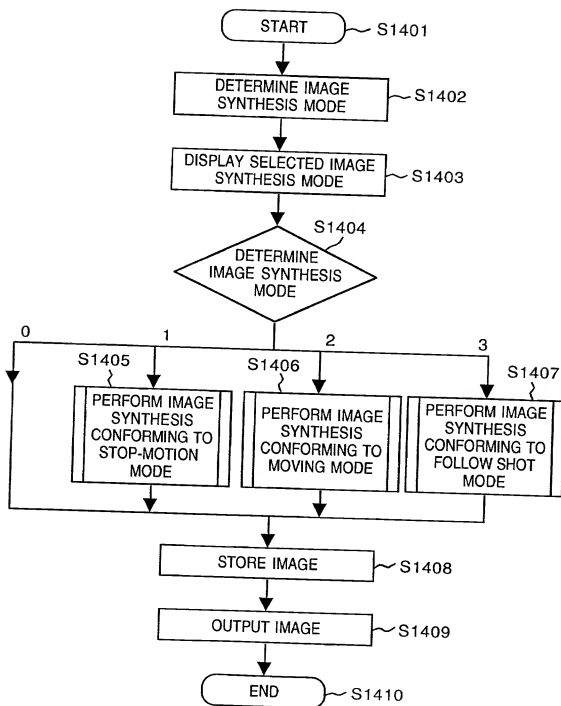 START
S1401
DETERMINE IMAGE
SYNTHESIS MODE
S1402
DISPLAY SELECTED IMAGE
SYNTHESIS MODE
S1403
S1404
DETERMINE
IMAGE SYNTHESIS
MODE
0
1
2
3
S1405
S1406
S1407
PERFORM IMAGE
SYNTHESIS
CONFORMING TO
STOP-MOTION
MODE
PERFORM IMAGE
SYNTHESIS
CONFORMING TO
MOVING MODE
PERFORM IMAGE
SYNTHESIS
CONFORMING TO
FOLLOW SHOT
MODE
STORE IMAGE
S1408
OUTPUT IMAGE
S1409
END
S1410